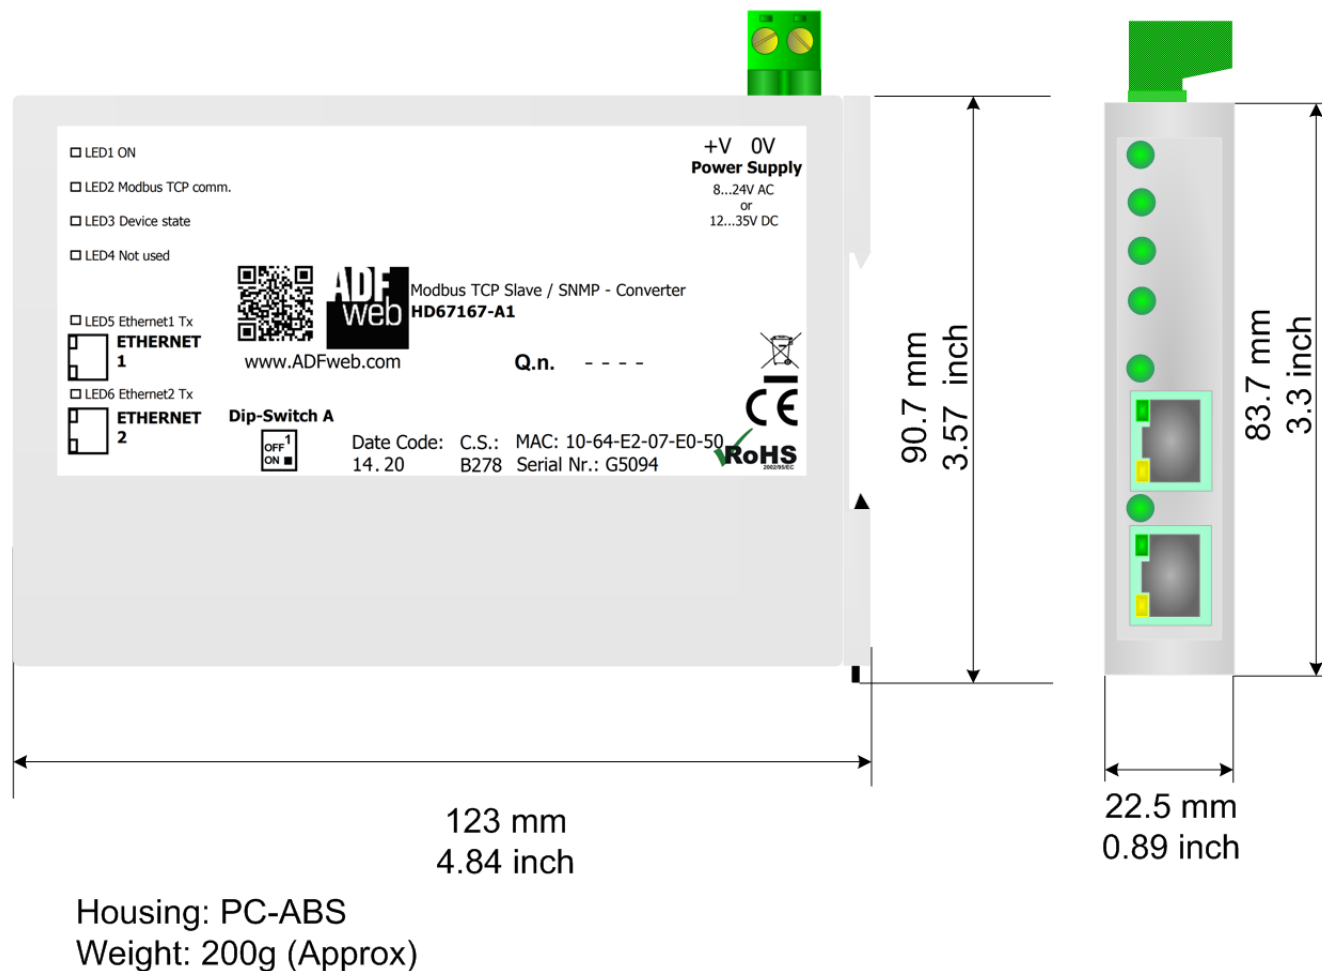 LED1 ON
LED2 Modbus TCP comm.
LED3 Device state
LED4 Not used
+V 0V
Power Supply
8...24V AC
or
12...35V DC
ADF
web
Modbus TCP Slave / SNMP - Converter
HD67167-A1
www.ADFweb.com
Q.n. - - - -
LED5 Ethernet1 Tx
ETHERNET
1
LED6 Ethernet2 Tx
ETHERNET
2
Dip-Switch A
1
OFF
ON
Date Code: C.S.: MAC: 10-64-E2-07-E0-50
14.20 B278 Serial Nr.: G5094
CE
RoHS
2002/95/EC
90.7 mm
3.57 inch
83.7 mm
3.3 inch
123 mm
4.84 inch
22.5 mm
0.89 inch
Housing: PC-ABS
Weight: 200g (Approx)